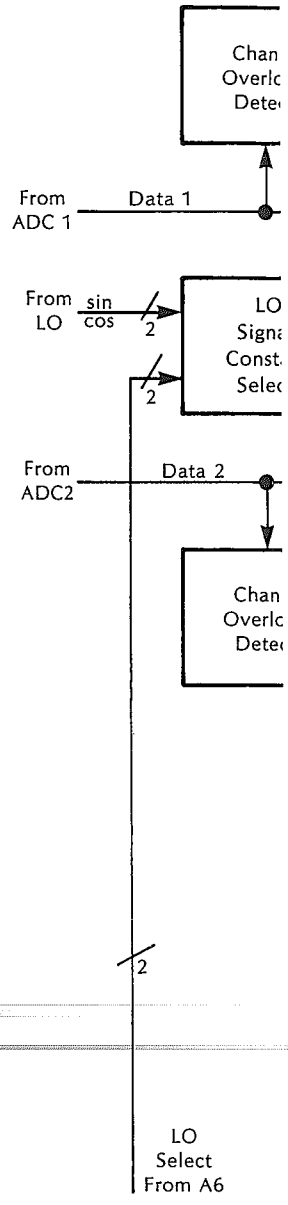 Chan
Overlo
Dete
From
ADC 1
Data 1
From
LO
sin
cos
2
LO
Signa
Consta
Selec
2
From
ADC2
Data 2
Chan
Overlo
Detec
2
LO
Select
From A6